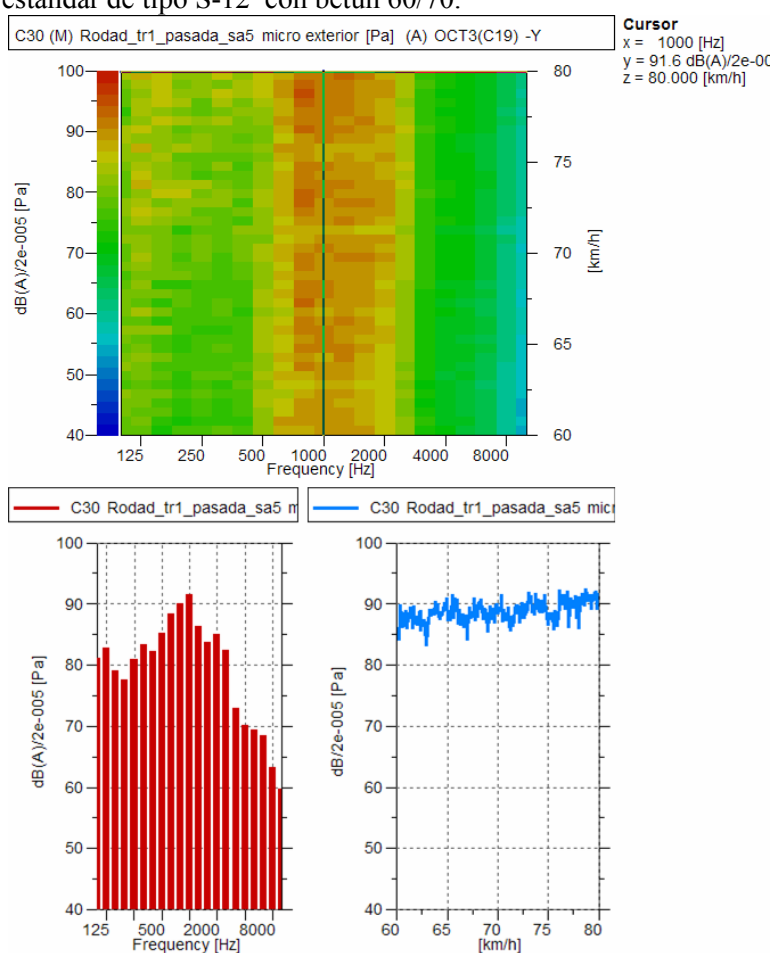 estándar de tipo S-12 con betún 60/70.
C30 (M) Rodad_tr1_pasada_sa5 micro exterior [Pa] (A) OCT3(C19) -Y
Cursor
x = 1000 [Hz]
y = 91.6 dB(A)/2e-00
z = 80.000 [km/h]
100
90
80
70
60
50
40
dB(A)/2e-005 [Pa]
80
75
70
65
60
[km/h]
125 250 500 1000 2000 4000 8000
Frequency [Hz]
C30 Rodad_tr1_pasada_sa5 m
C30 Rodad_tr1_pasada_sa5 micr
100
90
80
70
60
50
40
dB(A)/2e-005 [Pa]
125 500 2000 8000
Frequency [Hz]
100
90
80
70
60
50
40
dB/2e-005 [Pa]
60 65 70 75 80
[km/h]